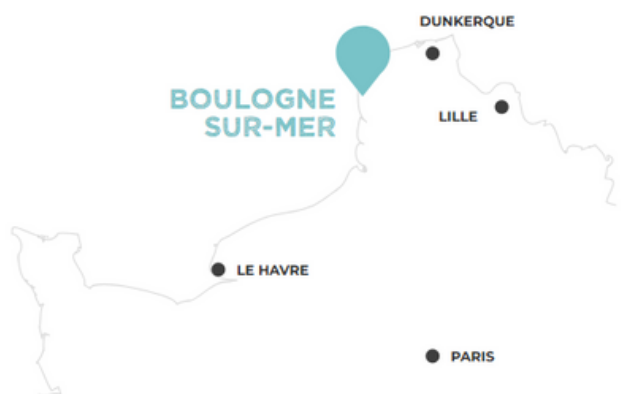 DUNKERQUE
BOULOGNE
SUR-MER
LILLE
LE HAVRE
PARIS